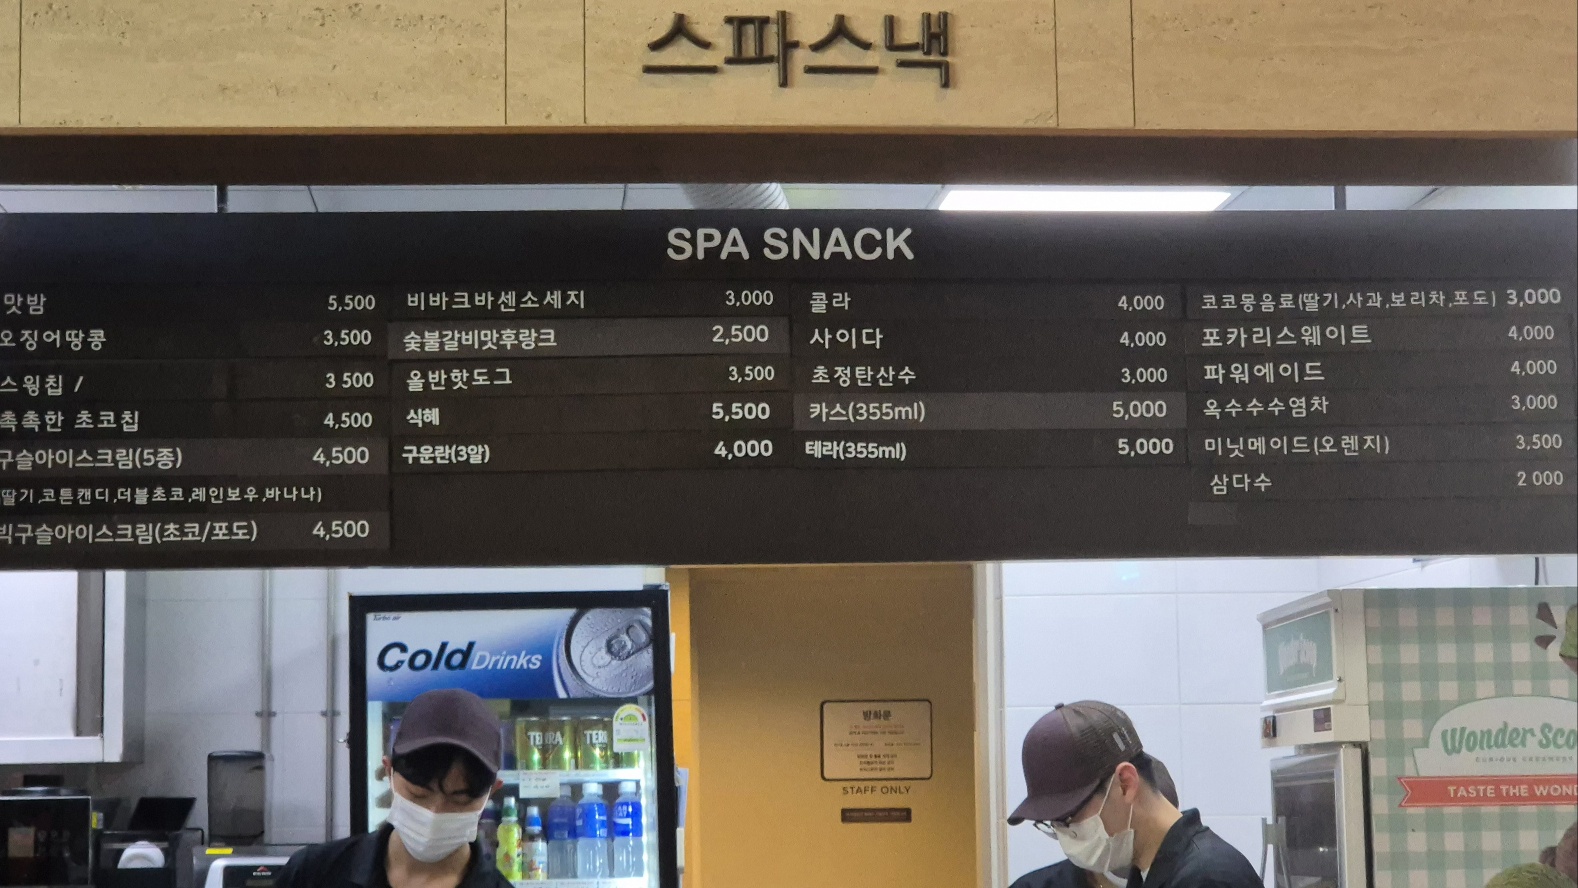 스파스낵
SPA SNACK
맛밤 5,500
오징어땅콩 3,500
스윙칩 / 3 500
촉촉한 초코칩 4,500
구슬아이스크림(5종) 4,500
딸기,코튼캔디,더블초코,레인보우,바나나)
빅구슬아이스크림(초코/포도) 4,500
비바크바센소세지 3,000
숯불갈비맛후랑크 2,500
올반핫도그 3,500
식혜 5,500
구운란(3알) 4,000
콜라 4,000
사이다 4,000
초정탄산수 3,000
카스(355ml) 5,000
테라(355ml) 5,000
코코몽음료(딸기,사과,보리차,포도) 3,000
포카리스웨이트 4,000
파워에이드 4,000
옥수수수염차 3,000
미닛메이드(오렌지) 3,500
삼다수 2 000
Turbo air
Cold Drinks
TERRA
TER
방화문
STAFF ONLY
Wonder Sco
TASTE THE WOND